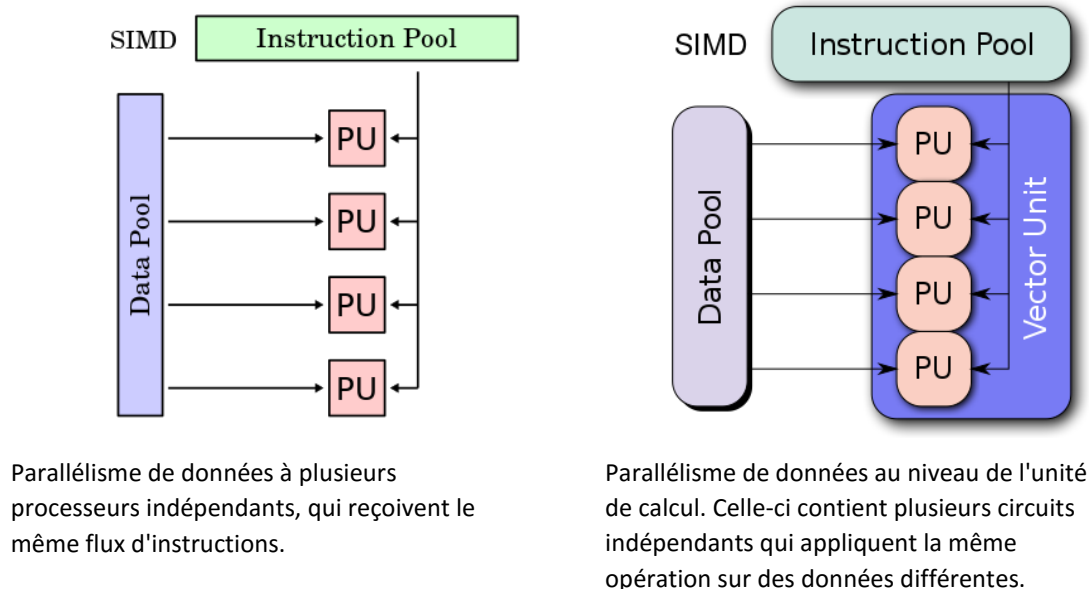 SIMD
Instruction Pool
Data Pool
PU
PU
PU
PU
Parallélisme de données à plusieurs
processeurs indépendants, qui reçoivent le
même flux d'instructions.
SIMD
Instruction Pool
Data Pool
PU
PU
PU
PU
Vector Unit
Parallélisme de données au niveau de l'unité
de calcul. Celle-ci contient plusieurs circuits
indépendants qui appliquent la même
opération sur des données différentes.